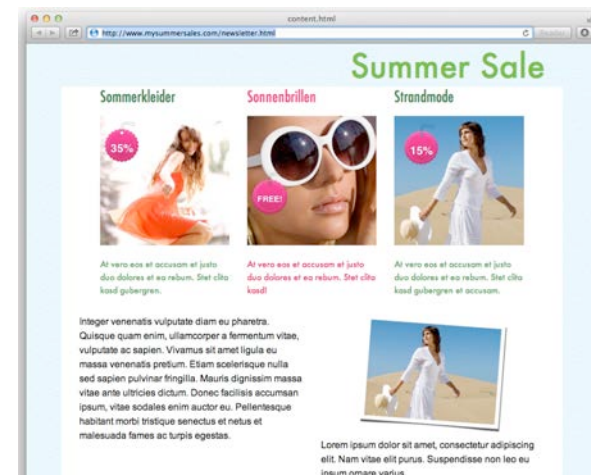 content.html
http://www.mysummersales.com/newsletter.html
Reader
Summer Sale
Sommerkleider
Sonnenbrillen
Strandmode
35%
FREE!
15%
At vero eos et accusam et justo
duo dolores et ea rebum. Stet clita
kasd gubergren.
At vero eos et accusam et justo
duo dolores et ea rebum. Stet clita
kasd!
At vero eos et accusam et justo
duo dolores et ea rebum. Stet clita
kasd gubergren et accusam.
Integer venenatis vulputate diam eu pharetra.
Quisque quam enim, ullamcorper a fermentum vitae,
vulputate ac sapien. Vivamus sit amet ligula eu
massa venenatis pretium. Etiam scelerisque nulla
sed sapien pulvinar fringilla. Mauris dignissim massa
vitae ante ultricies dictum. Donec facilisis accumsan
ipsum, vitae sodales enim auctor eu. Pellentesque
habitant morbi tristique senectus et netus et
malesuada fames ac turpis egestas.
Lorem ipsum dolor sit amet, consectetur adipiscing
elit. Nam vitae elit purus. Suspendisse non leo eu
ipsum ornare varius